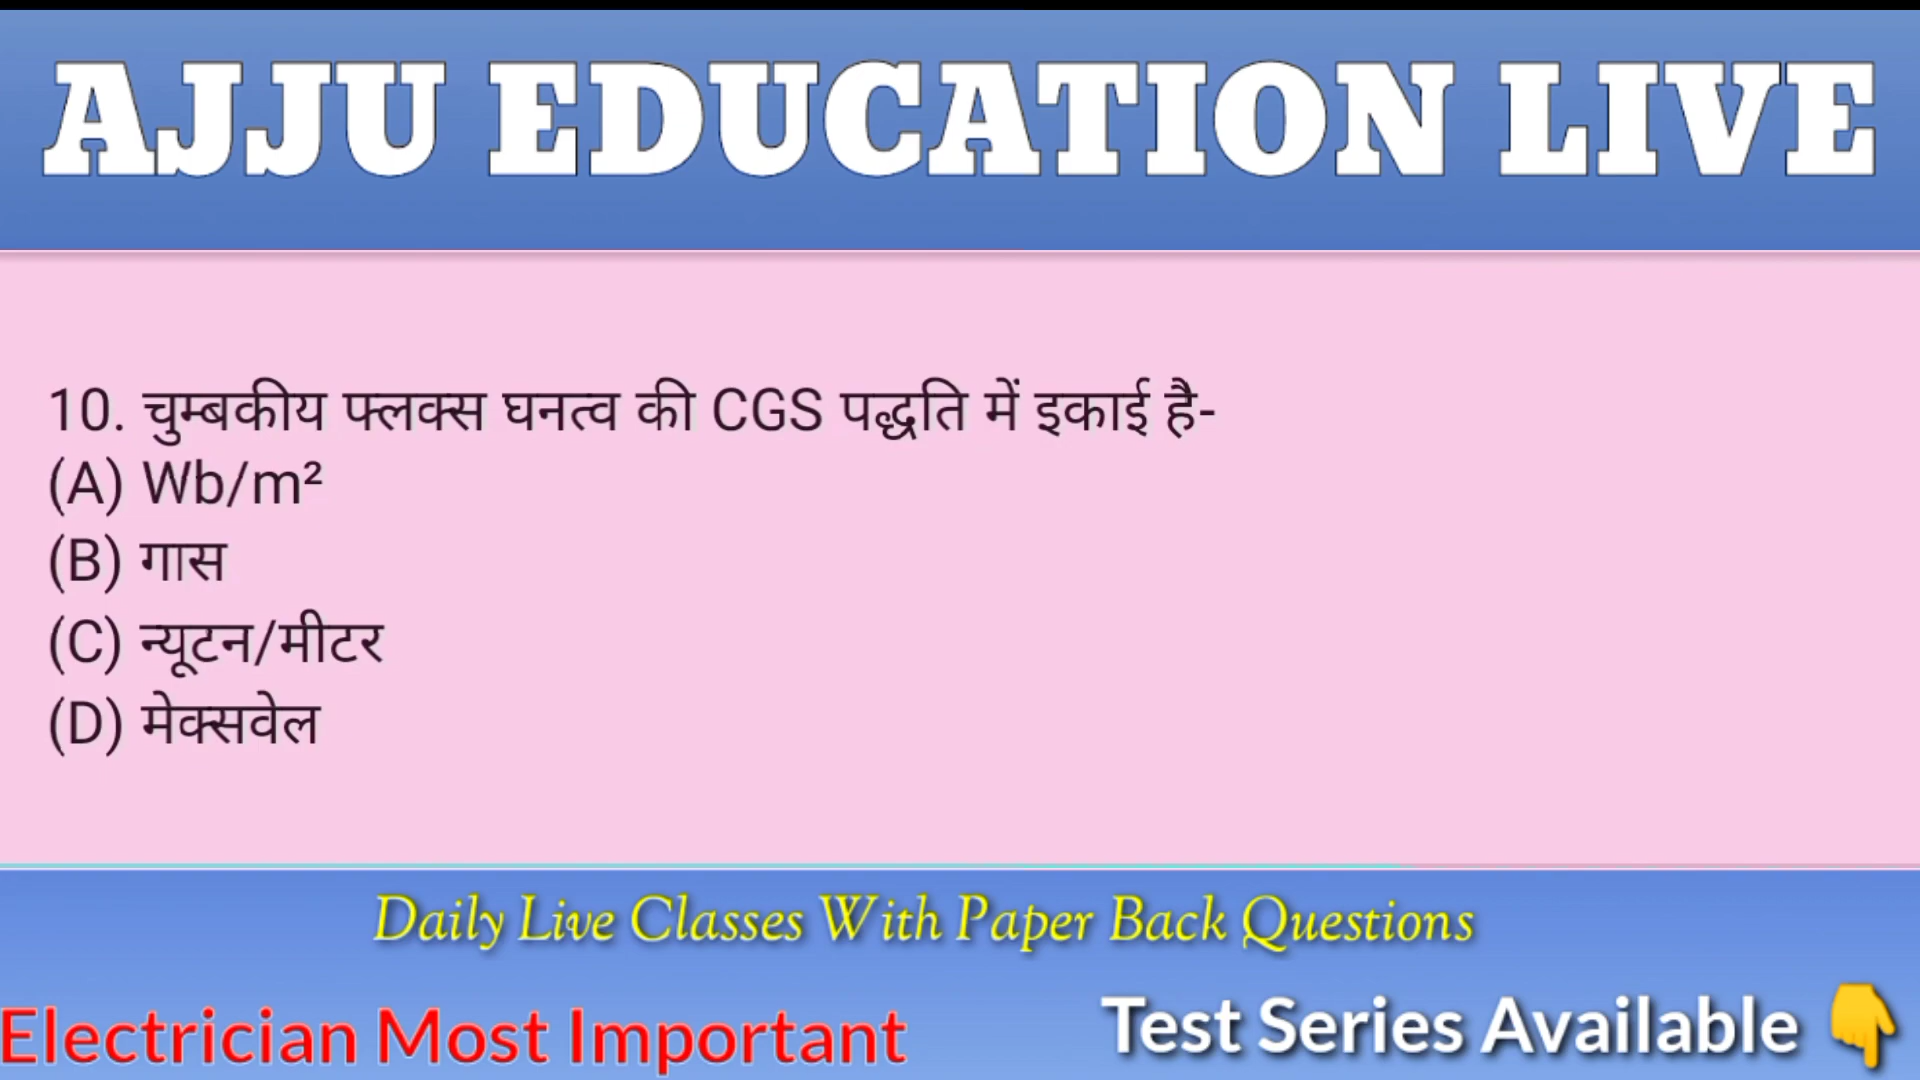 AJJU EDUCATION LIVE
10. चुम्बकीय फ्लक्स घनत्व की CGS पद्धति में इकाई है-
(A) Wb/m²
(B) गास
(C) न्यूटन/मीटर
(D) मेक्सवेल
Daily Live Classes With Paper Back Questions
Electrician Most Important
Test Series Available 👇